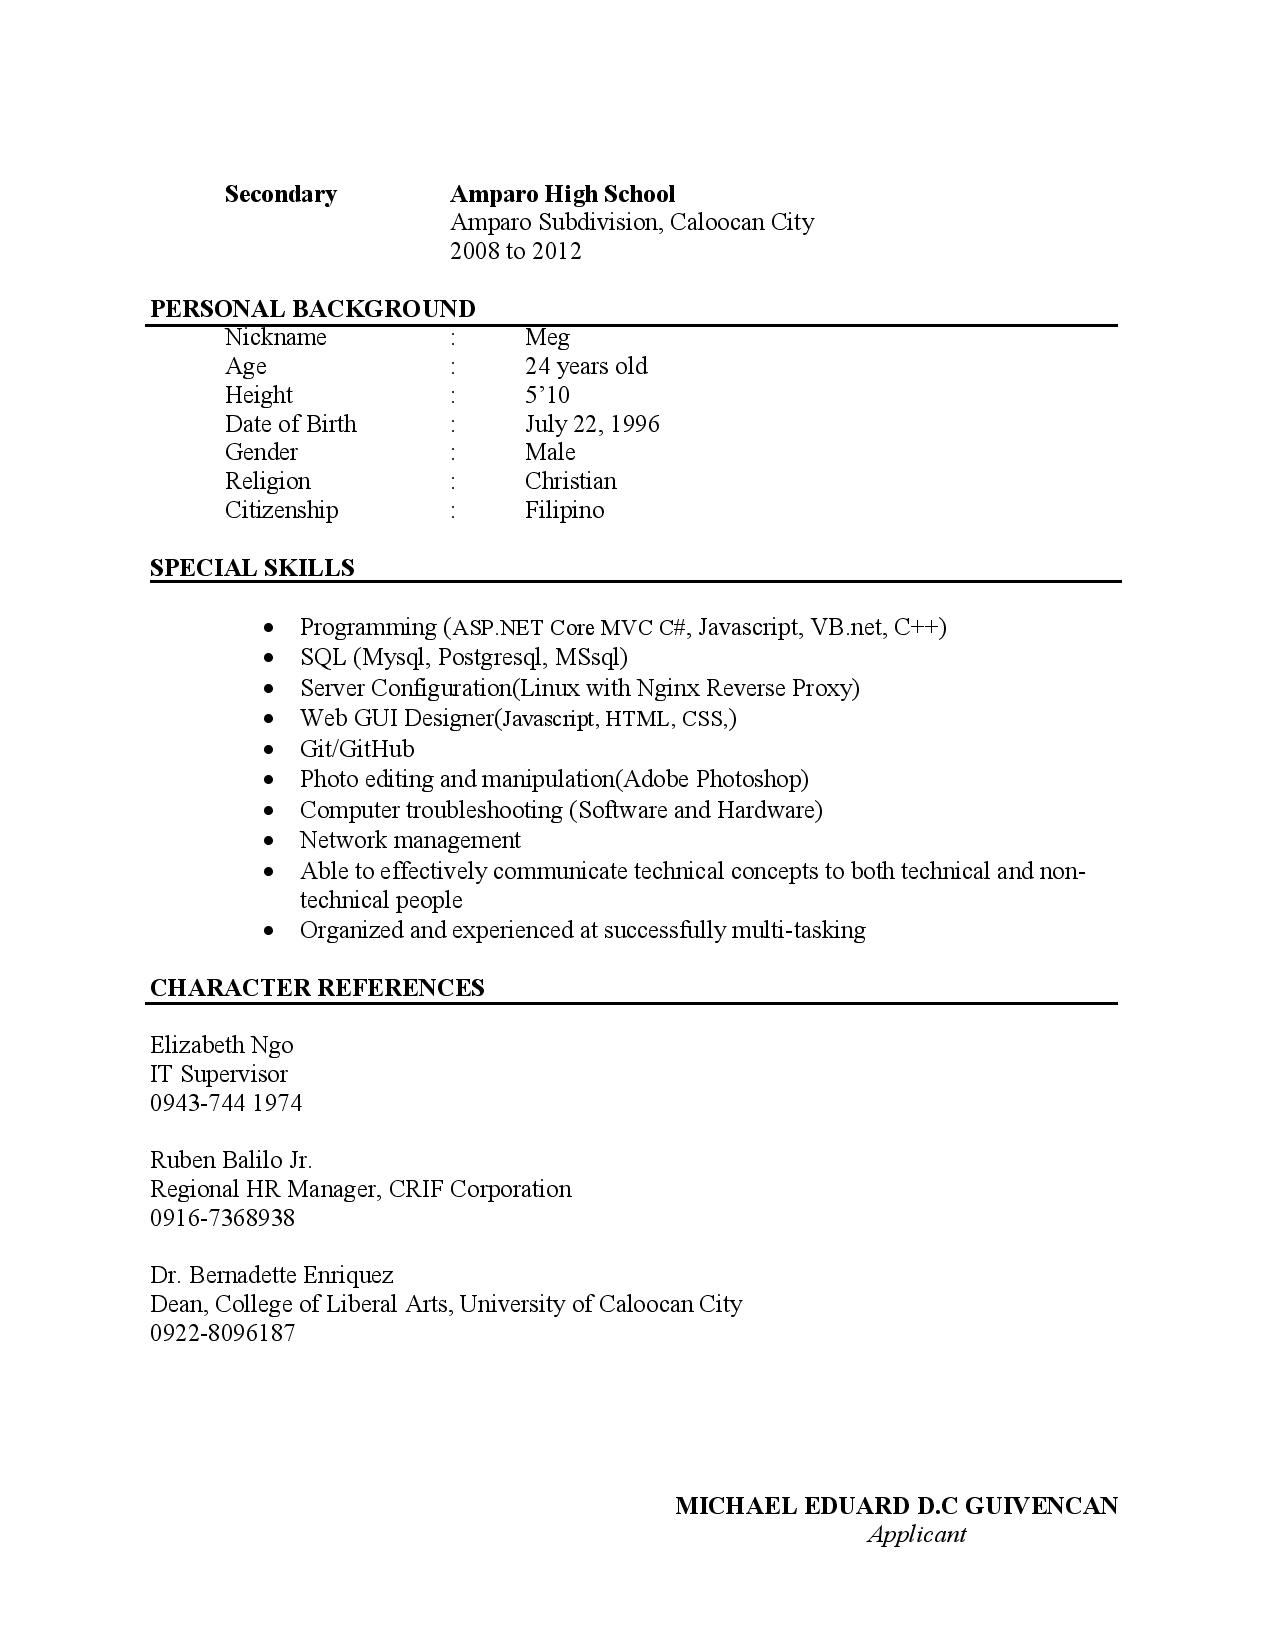 Secondary Amparo High School
Amparo Subdivision, Caloocan City
2008 to 2012
PERSONAL BACKGROUND
Nickname : Meg
Age : 24 years old
Height : 5’10
Date of Birth : July 22, 1996
Gender : Male
Religion : Christian
Citizenship : Filipino
SPECIAL SKILLS
• Programming (ASP.NET Core MVC C#, Javascript, VB.net, C++)
• SQL (Mysql, Postgresql, MSsql)
• Server Configuration(Linux with Nginx Reverse Proxy)
• Web GUI Designer(Javascript, HTML, CSS,)
• Git/GitHub
• Photo editing and manipulation(Adobe Photoshop)
• Computer troubleshooting (Software and Hardware)
• Network management
• Able to effectively communicate technical concepts to both technical and non-
technical people
• Organized and experienced at successfully multi-tasking
CHARACTER REFERENCES
Elizabeth Ngo
IT Supervisor
0943-744 1974
Ruben Balilo Jr.
Regional HR Manager, CRIF Corporation
0916-7368938
Dr. Bernadette Enriquez
Dean, College of Liberal Arts, University of Caloocan City
0922-8096187
MICHAEL EDUARD D.C GUIVENCAN
Applicant